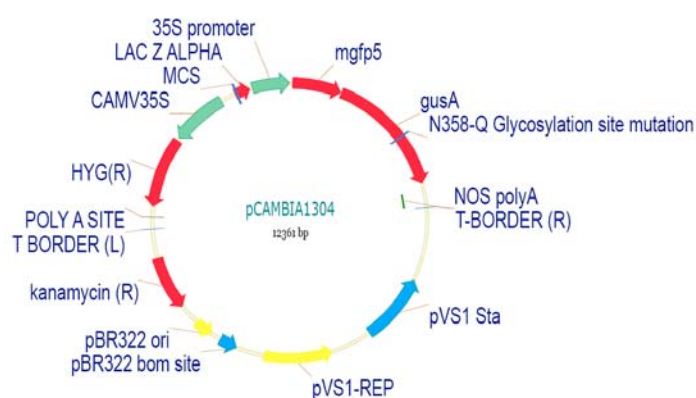 35S promoter
LAC Z ALPHA
MCS
CAMV35S
HYG(R)
POLY A SITE
T BORDER (L)
kanamycin (R)
pBR322 ori
pBR322 bom site
pVS1-REP
pVS1 Sta
T-BORDER (R)
NOS polyA
N358-Q Glycosylation site mutation
gusA
mgfp5
pCAMBIA1304
12361 bp